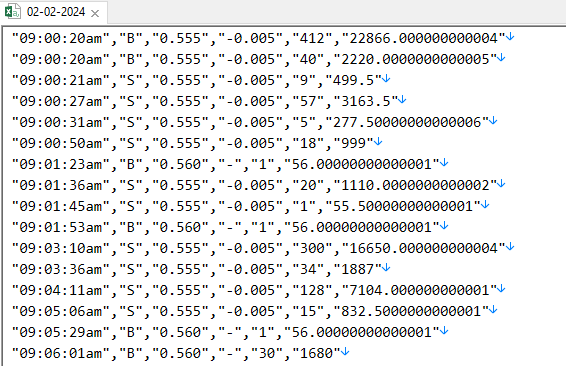 02-02-2024
"09:00:20am","B","0.555","-0.005","412","22866.000000000004"
"09:00:20am","B","0.555","-0.005","40","2220.0000000000005"
"09:00:21am","S","0.555","-0.005","9","499.5"
"09:00:27am","S","0.555","-0.005","57","3163.5"
"09:00:31am","S","0.555","-0.005","5","277.50000000000006"
"09:00:50am","S","0.555","-0.005","18","999"
"09:01:23am","B","0.560","-","1","56.00000000000001"
"09:01:36am","S","0.555","-0.005","20","1110.0000000000002"
"09:01:45am","S","0.555","-0.005","1","55.50000000000001"
"09:01:53am","B","0.560","-","1","56.00000000000001"
"09:03:10am","S","0.555","-0.005","300","16650.000000000004"
"09:03:36am","S","0.555","-0.005","34","1887"
"09:04:11am","S","0.555","-0.005","128","7104.000000000001"
"09:05:06am","S","0.555","-0.005","15","832.5000000000001"
"09:05:29am","B","0.560","-","1","56.00000000000001"
"09:06:01am","B","0.560","-","30","1680"